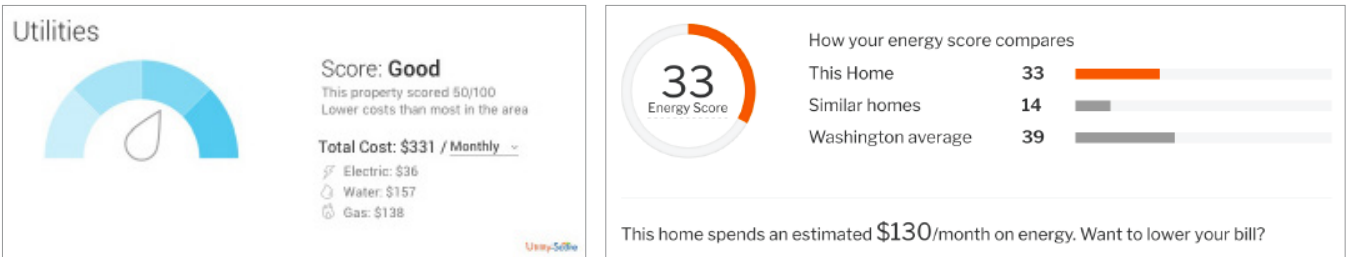 Utilities
Score: Good
This property scored 50/100
Lower costs than most in the area
Total Cost: $331 / Monthly
Electric: $36
Water: $157
Gas: $138
UtilityScore
33
Energy Score
How your energy score compares
This Home 33
Similar homes 14
Washington average 39
This home spends an estimated $130/month on energy. Want to lower your bill?